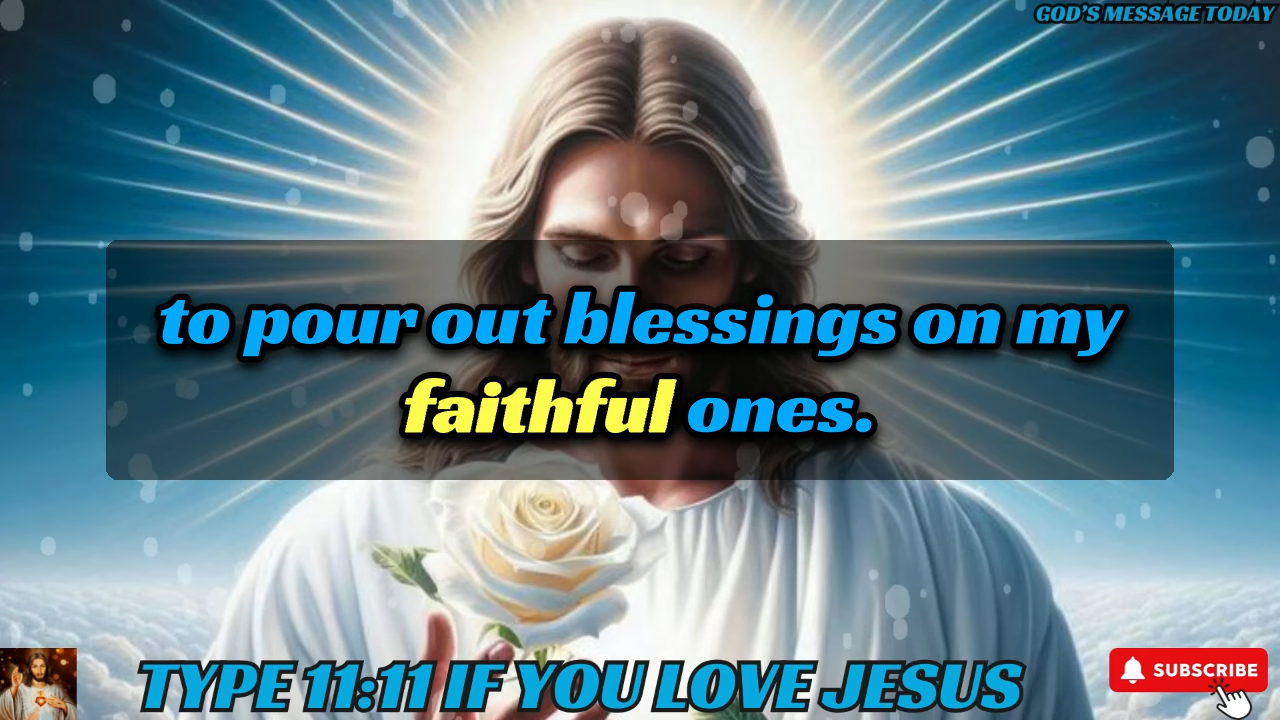 GOD'S MESSAGE TODAY
to pour out blessings on my
faithful ones.
TYPE 11:11 IF YOU LOVE JESUS
SUBSCRIBE